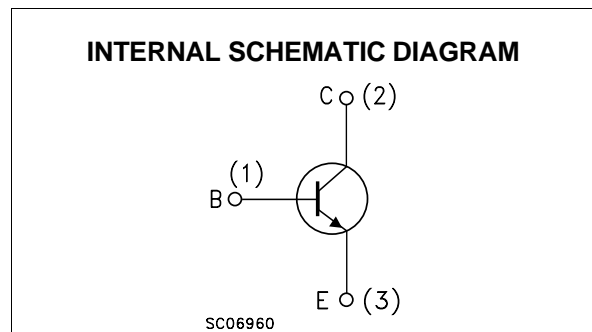 INTERNAL SCHEMATIC DIAGRAM
C (2)
(1)
B
E (3)
SC06960